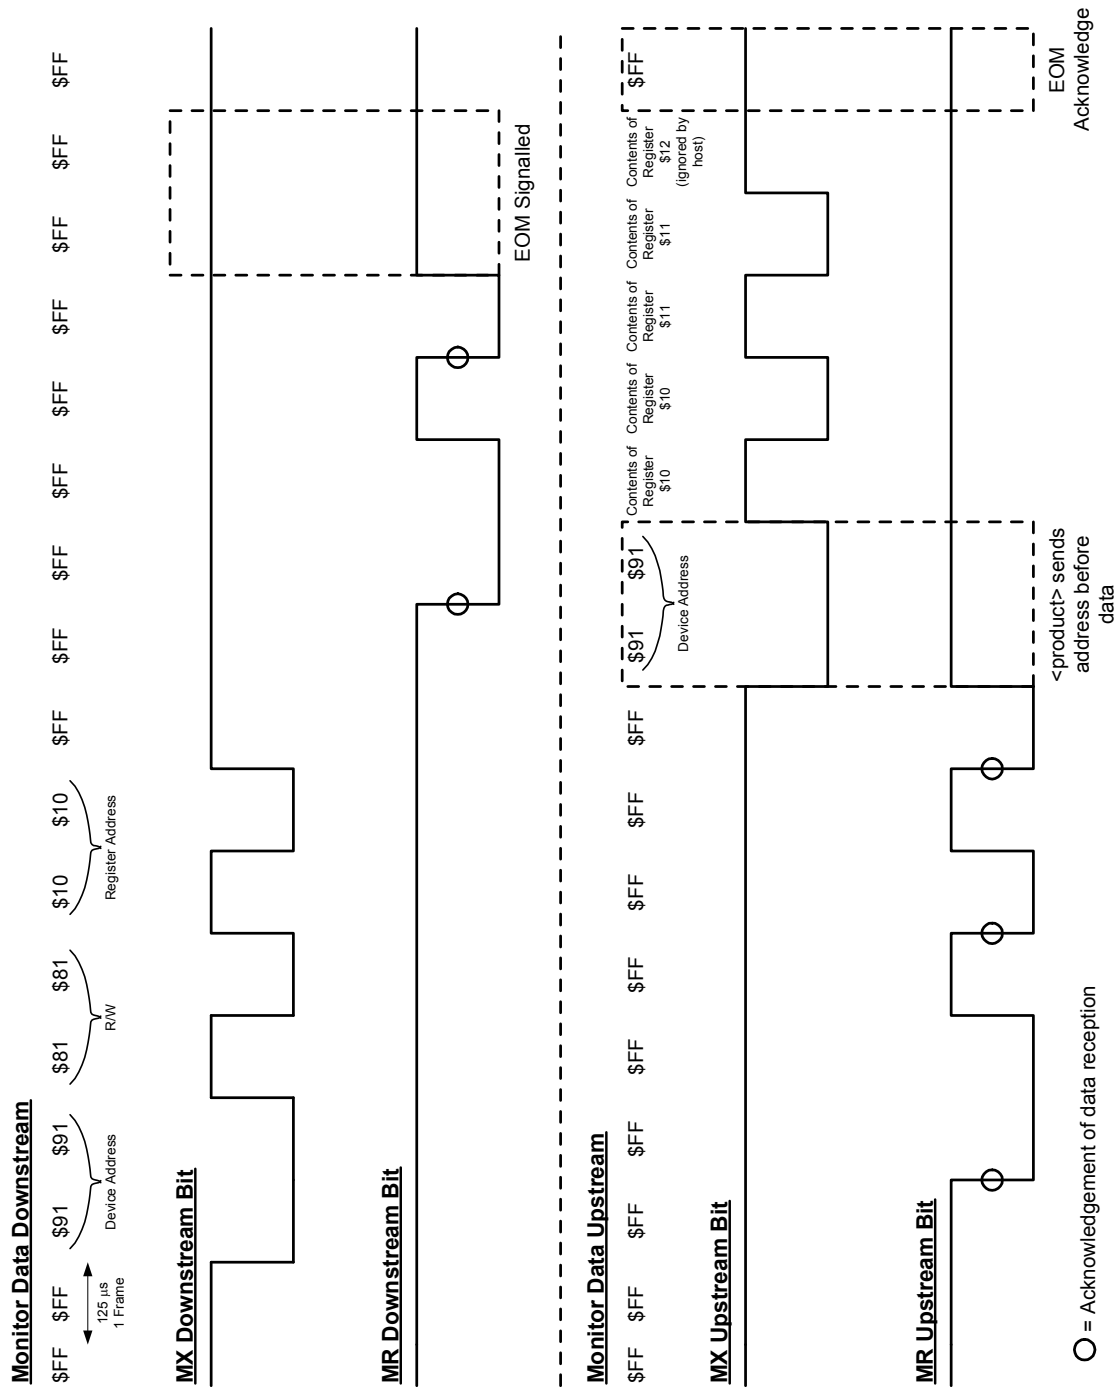 Monitor Data Downstream
$FF $FF $91 $91 $81 $81 $10 $10 $FF $FF $FF $FF $FF $FF $FF $FF $FF
125 µs
1 Frame
Device Address
R/W
Register Address
MX Downstream Bit
MR Downstream Bit
EOM Signalled
Monitor Data Upstream
$FF $FF $FF $FF $FF $FF $FF $FF $FF $91 $91
Device Address
Contents of
Register
$10
Contents of
Register
$10
Contents of
Register
$11
Contents of
Register
$11
Contents of
Register
$12
(ignored by
host)
$FF
MX Upstream Bit
MR Upstream Bit
<product> sends
address before
data
EOM
Acknowledge
= Acknowledgement of data reception